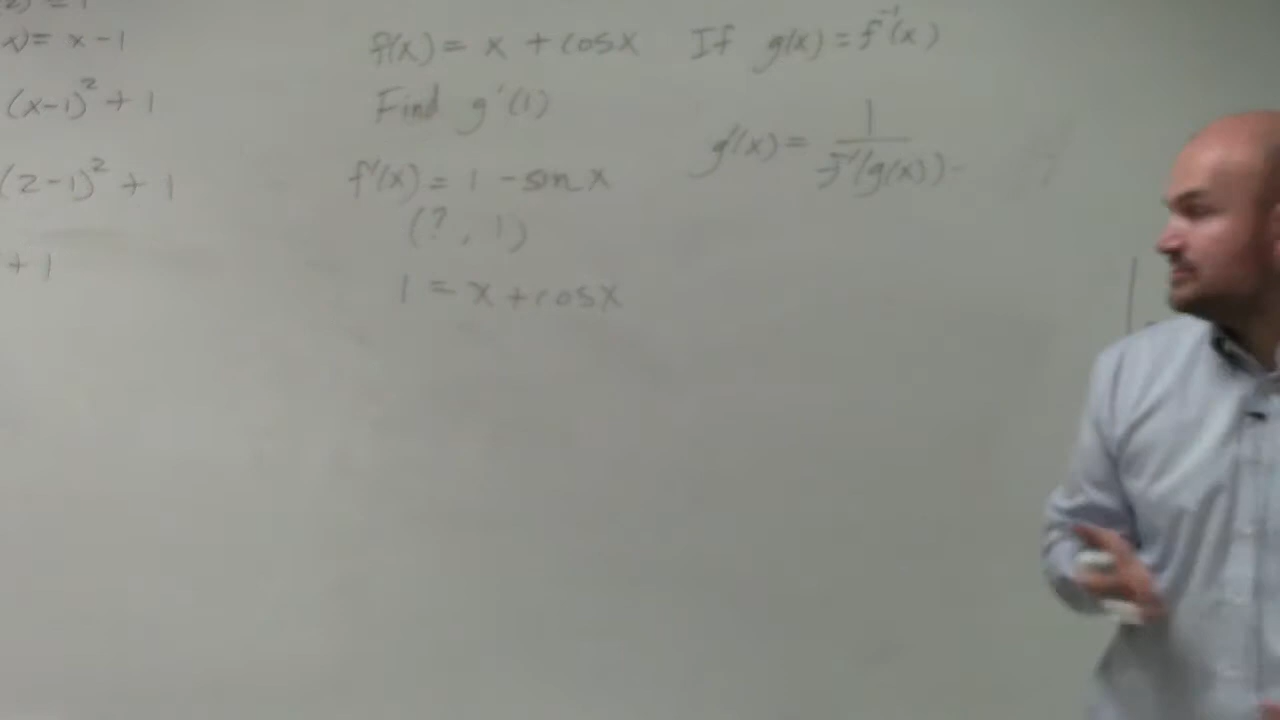 x) = x - 1
(x-1)² + 1
(2-1)² + 1
+ 1
f(x) = x + cosx If g(x) = f⁻¹(x)
Find g'(1)
g'(x) = 1/f'(g(x))
f'(x) = 1 - sin x
(?, 1)
1 = x + cosx